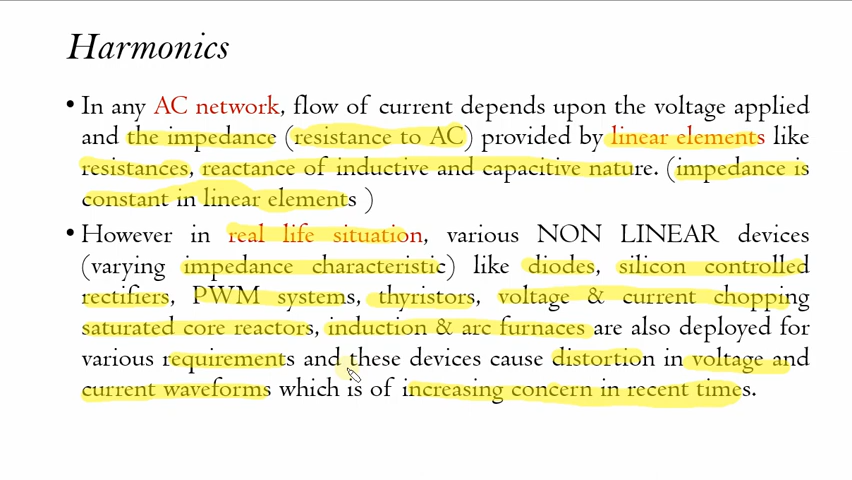 Harmonics
• In any AC network, flow of current depends upon the voltage applied
and the impedance (resistance to AC) provided by linear elements like
resistances, reactance of inductive and capacitive nature. (impedance is
constant in linear elements )
• However in real life situation, various NON LINEAR devices
(varying impedance characteristic) like diodes, silicon controlled
rectifiers, PWM systems, thyristors, voltage & current chopping
saturated core reactors, induction & arc furnaces are also deployed for
various requirements and these devices cause distortion in voltage and
current waveforms which is of increasing concern in recent times.